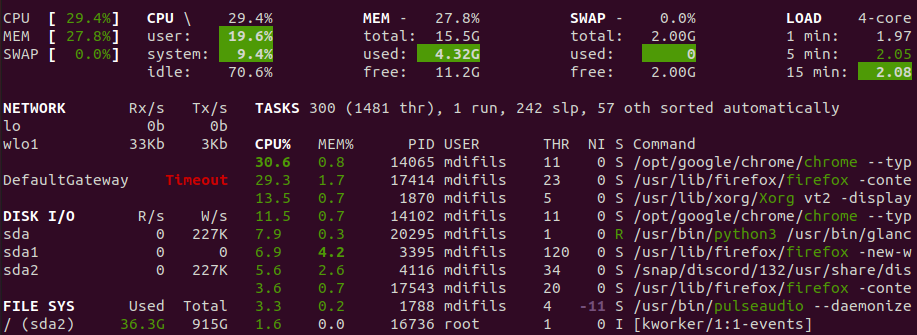 CPU  [ 29.4%]   CPU \     29.4%   MEM -   27.8%   SWAP -   0.0%   LOAD   4-core
MEM  [ 27.8%]   user:     19.6%   total:  15.5G   total:  2.00G   1 min:   1.97
SWAP [  0.0%]   system:    9.4%   used:   4.32G   used:       0   5 min:   2.05
idle:     70.6%   free:   11.2G   free:   2.00G   15 min:  2.08
NETWORK   Rx/s   Tx/s   TASKS 300 (1481 thr), 1 run, 242 slp, 57 oth sorted automatically
lo   0b   0b
wlo1   33Kb   3Kb   CPU%   MEM%   PID USER   THR   NI S Command
30.6   0.8   14065 mdifils   11   0 S /opt/google/chrome/chrome --typ
DefaultGateway   Timeout   29.3   1.7   17414 mdifils   23   0 S /usr/lib/firefox/firefox -conte
13.5   0.7   1870 mdifils   5   0 S /usr/lib/xorg/Xorg vt2 -display
DISK I/O   R/s   W/s   11.5   0.7   14102 mdifils   11   0 S /opt/google/chrome/chrome --typ
sda   0   227K   7.9   0.3   20295 mdifils   1   0 R /usr/bin/python3 /usr/bin/glanc
sda1   0   0   6.9   4.2   3395 mdifils   120   0 S /usr/lib/firefox/firefox -new-w
sda2   0   227K   5.6   2.6   4116 mdifils   34   0 S /snap/discord/132/usr/share/dis
3.6   0.7   17543 mdifils   20   0 S /usr/lib/firefox/firefox -conte
FILE SYS   Used   Total   3.3   0.2   1788 mdifils   4   -11 S /usr/bin/pulseaudio --daemonize
/ (sda2)   36.3G   915G   1.6   0.0   16736 root   1   0 I [kworker/1:1-events]